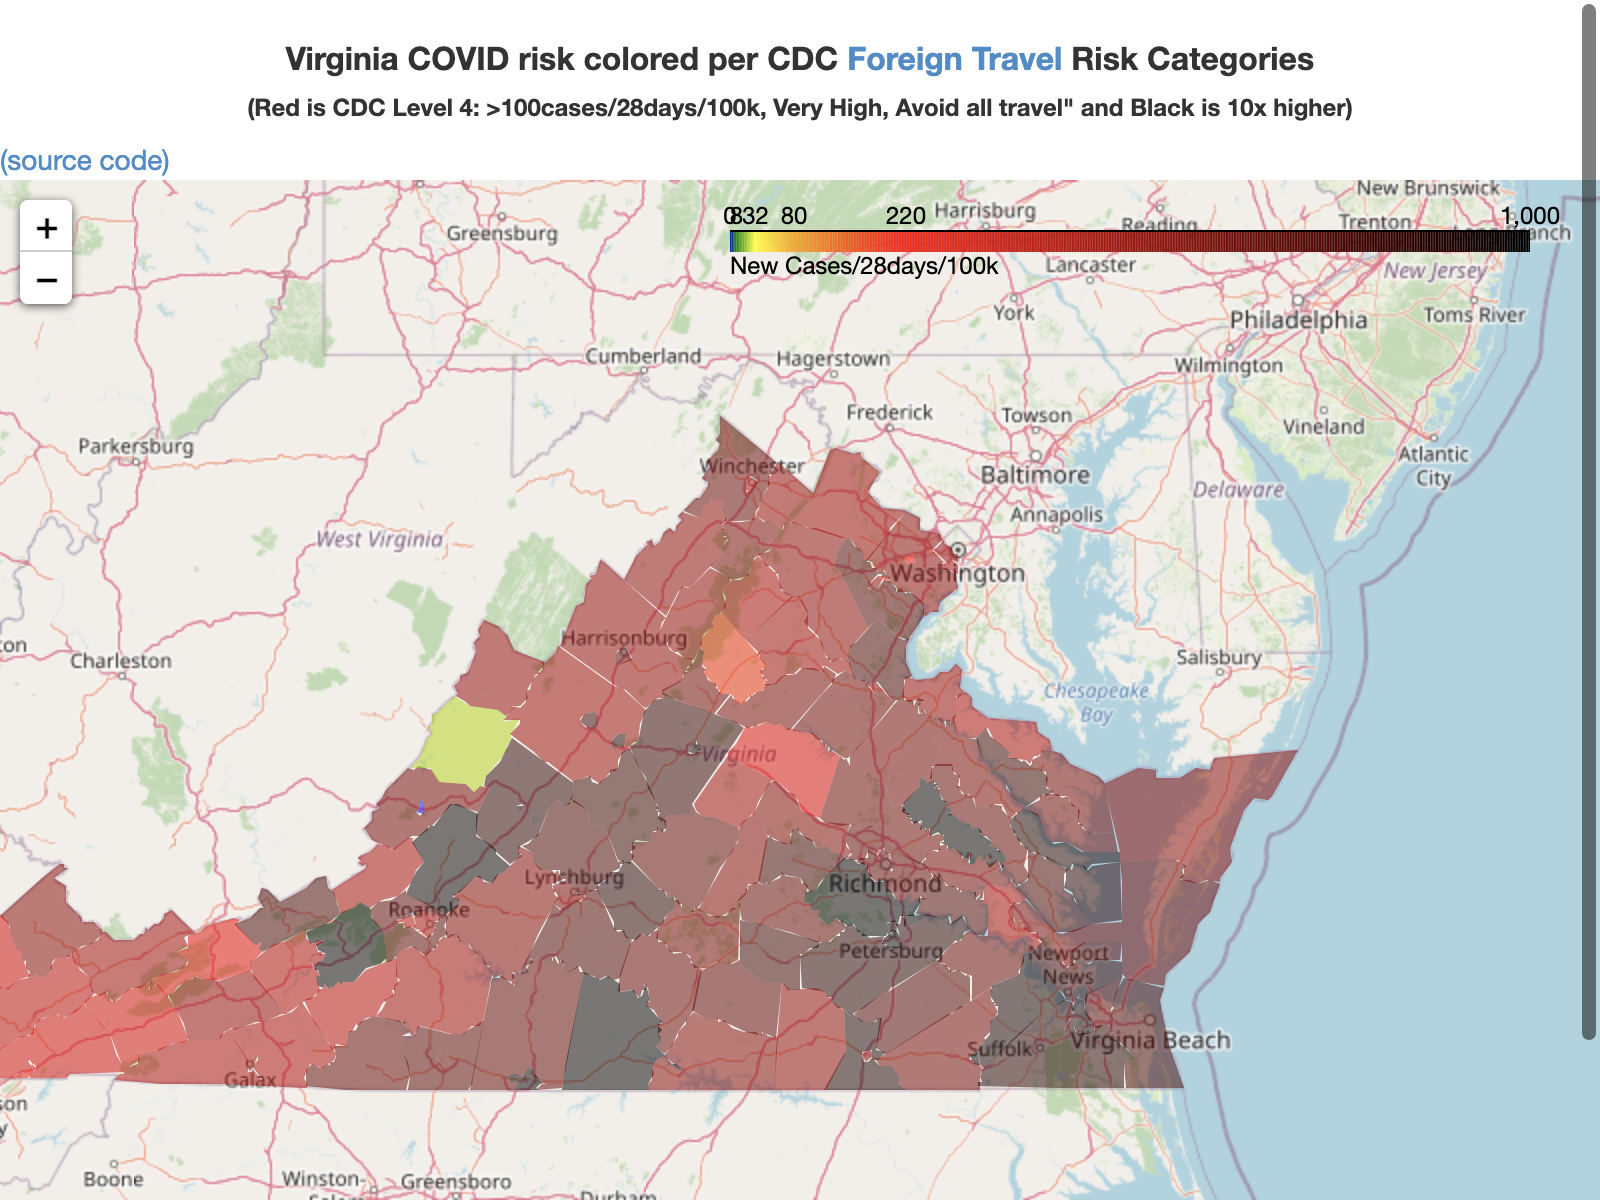 Virginia COVID risk colored per CDC Foreign Travel Risk Categories
(Red is CDC Level 4: >100cases/28days/100k, Very High, Avoid all travel" and Black is 10x higher)
(source code)
+
−
0 8 32 80 220 1,000
New Cases/28days/100k
New Brunswick
Harrisburg
Reading
Trenton
Long Branch
Greensburg
Lancaster
New Jersey
York
Philadelphia
Toms River
Cumberland
Hagerstown
Wilmington
Frederick
Towson
Vineland
Parkersburg
Winchester
Baltimore
Atlantic
City
Delaware
Annapolis
West Virginia
Washington
Harrisonburg
Charleston
Salisbury
Chesapeake
Bay
Virginia
Lynchburg
Richmond
Roanoke
Petersburg
Newport
News
Virginia Beach
Suffolk
Galax
Boone
Winston-
Salem
Greensboro
Durham